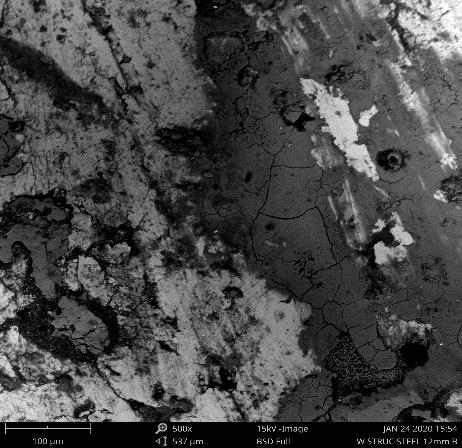 500x 15kV -Image JAN 24 2020 15:54
100 µm 537 µm BSD Full W STRUC STEEL 12mm x